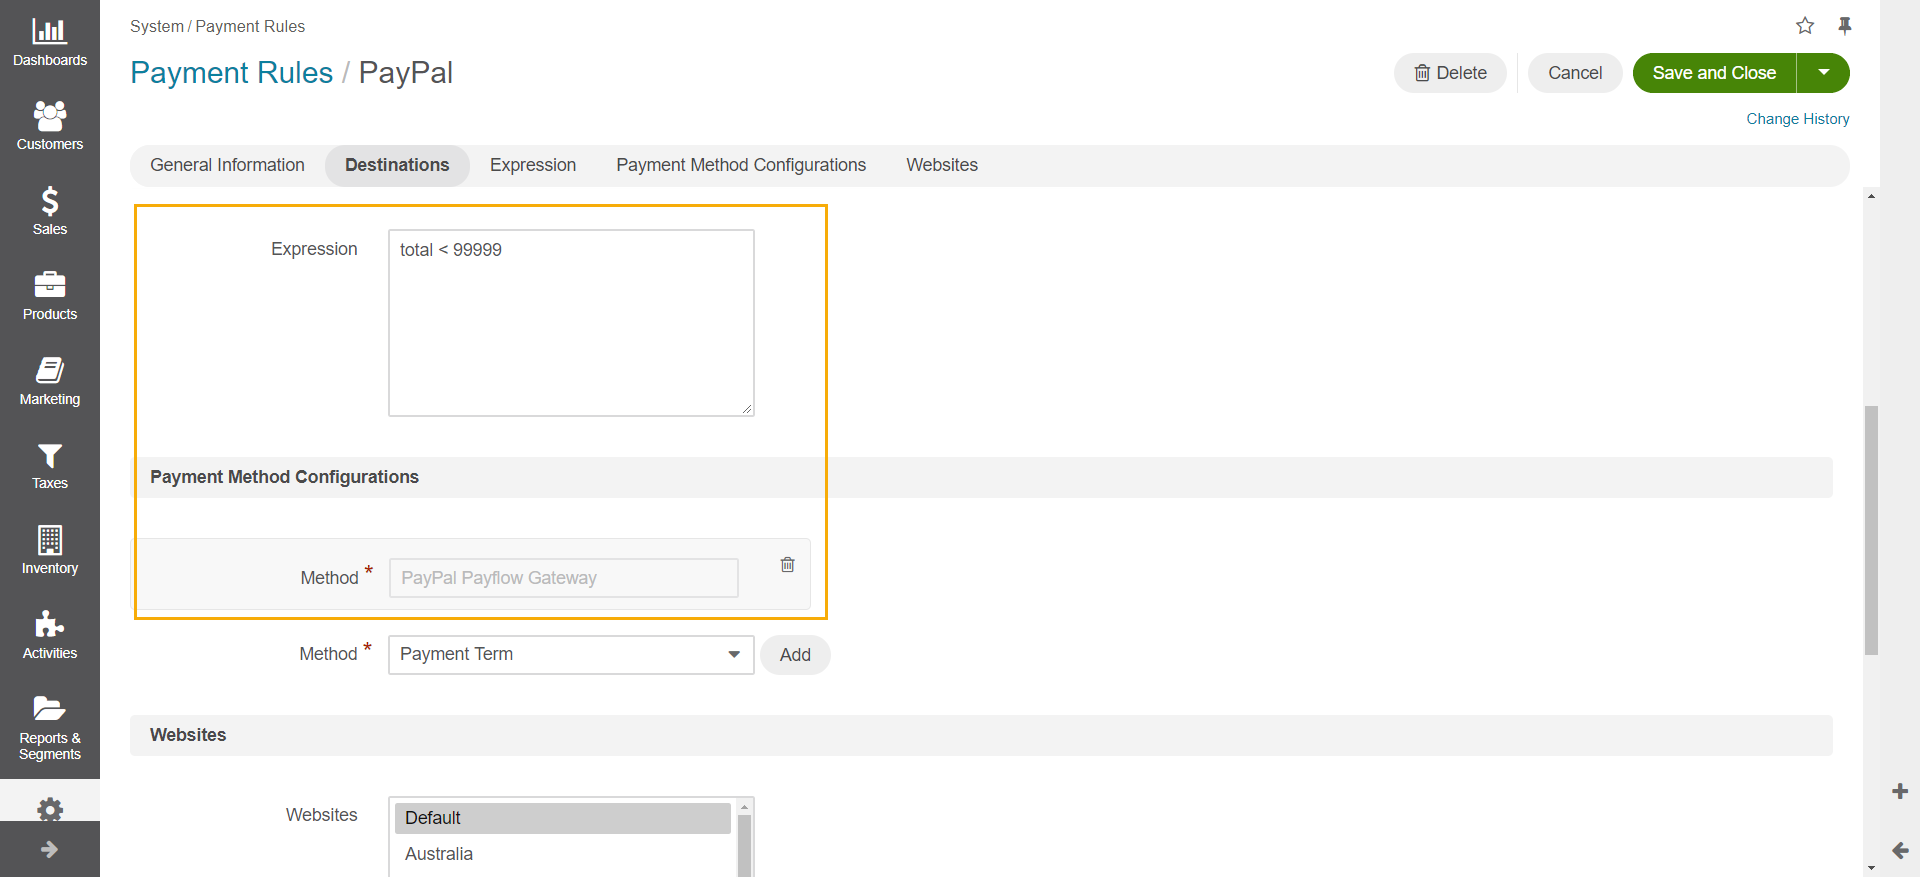 Dashboards
Customers
Sales
Products
Marketing
Taxes
Inventory
Activities
Reports &
Segments
System / Payment Rules
Payment Rules / PayPal
Delete
Cancel
Save and Close
Change History
General Information
Destinations
Expression
Payment Method Configurations
Websites
Expression
total < 99999
Payment Method Configurations
Method *
PayPal Payflow Gateway
Method *
Payment Term
Add
Websites
Websites
Default
Australia